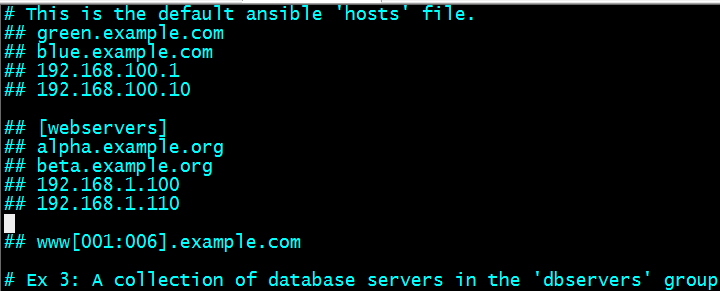 # This is the default ansible 'hosts' file.
## green.example.com
## blue.example.com
## 192.168.100.1
## 192.168.100.10
## [webservers]
## alpha.example.org
## beta.example.org
## 192.168.1.100
## 192.168.1.110
## www[001:006].example.com
# Ex 3: A collection of database servers in the 'dbservers' group